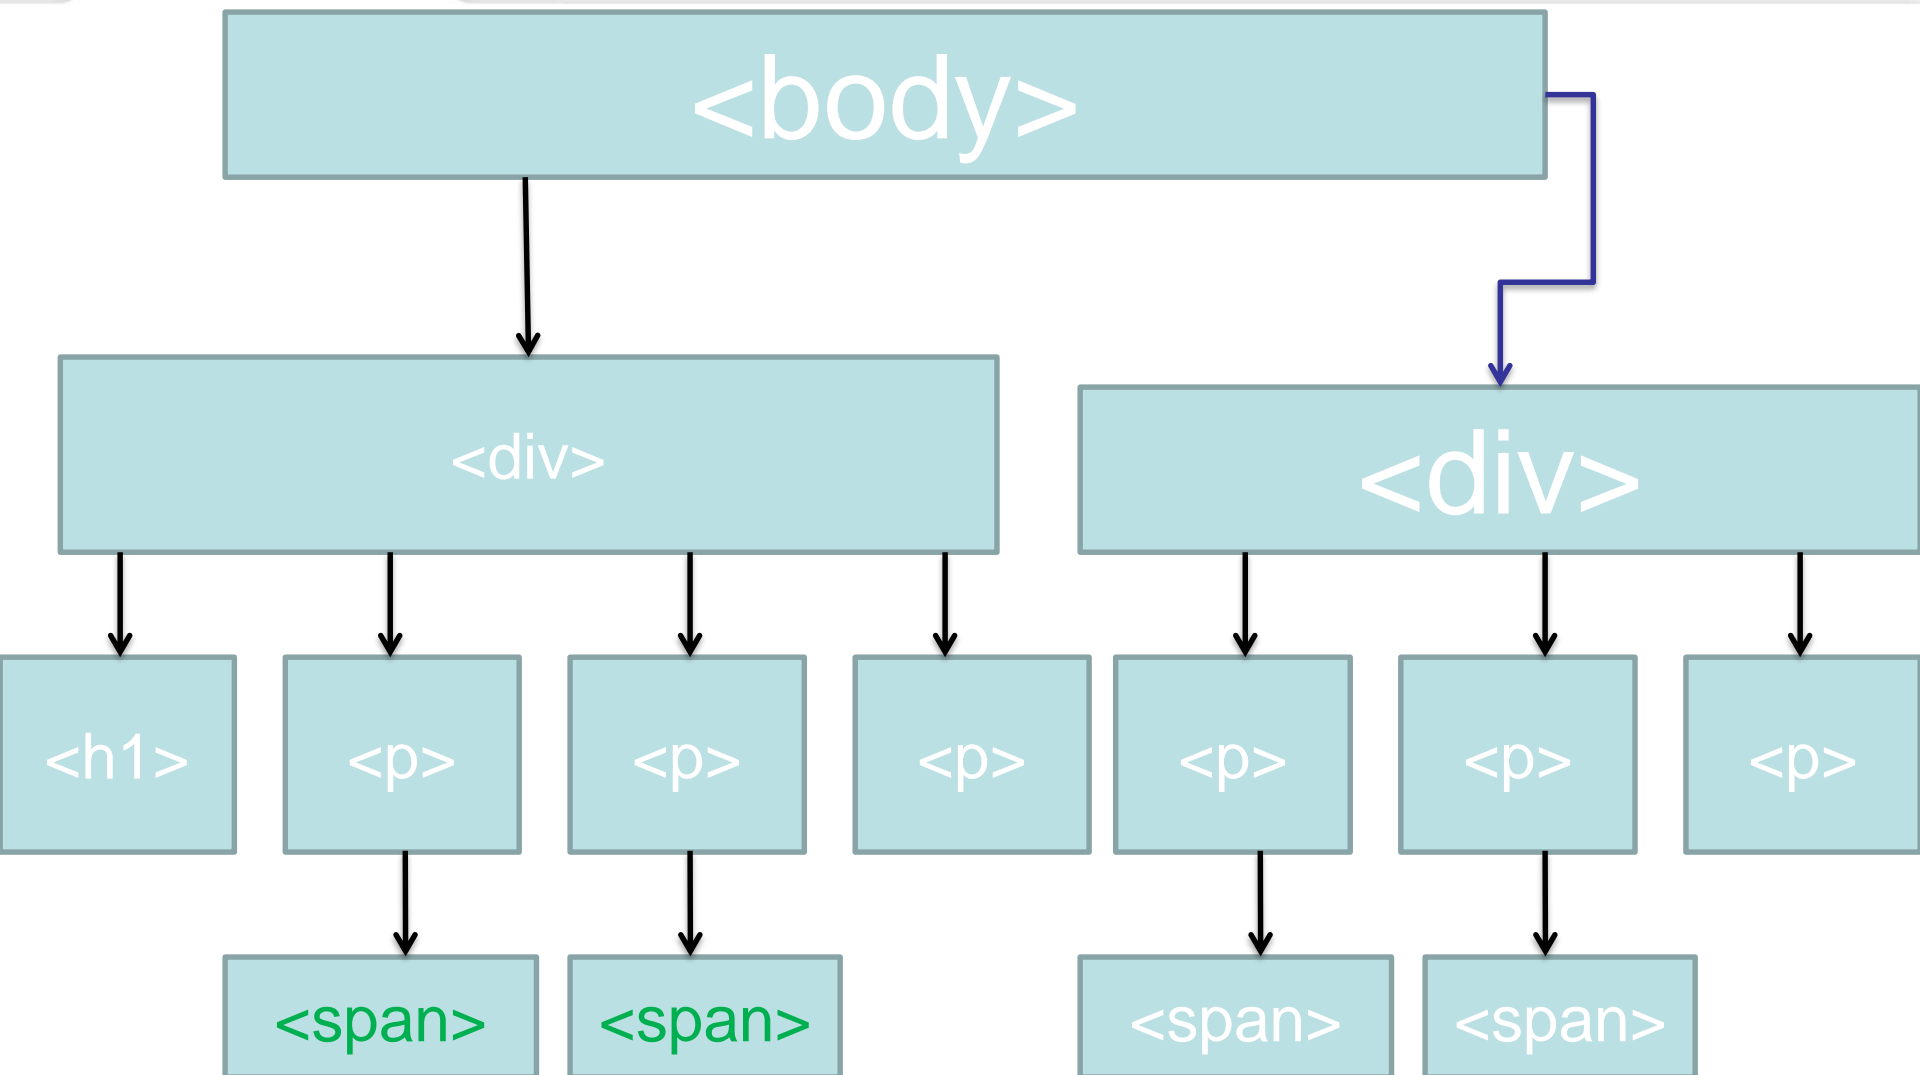 <body>
<div>
<div>
<h1>
<p>
<p>
<p>
<p>
<p>
<p>
<span>
<span>
<span>
<span>